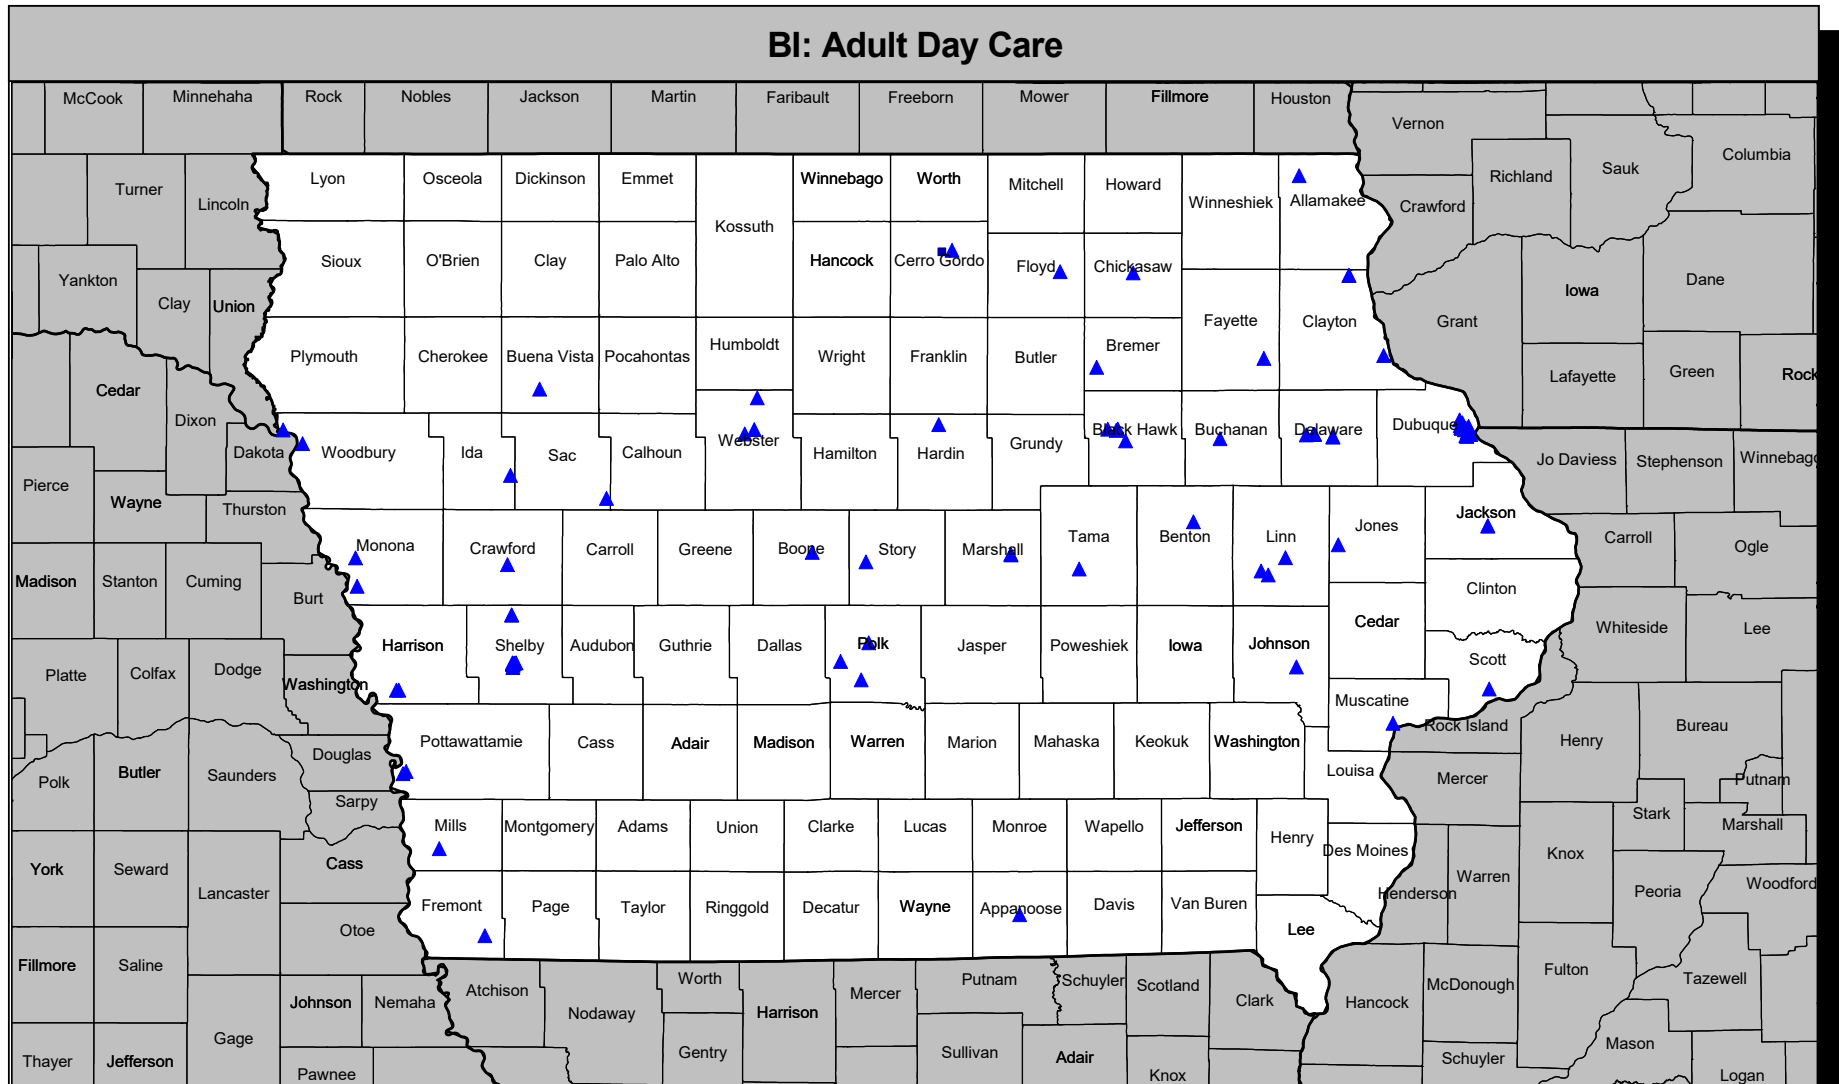 BI: Adult Day Care
McCook Minnehaha Rock Nobles Jackson Martin Faribault Freeborn Mower Fillmore Houston
Vernon
Columbia
Sauk
Richland
Turner
Lincoln
Lyon Osceola Dickinson Emmet Winnebago Worth Mitchell Howard
Winneshiek Allamakee Crawford
Kossuth
Yankton
Clay Union
Sioux O'Brien Clay Palo Alto Hancock Cerro Gordo Floyd Chickasaw
Iowa Dane
Fayette Clayton Grant
Plymouth Cherokee Buena Vista Pocahontas Humboldt Wright Franklin Butler Bremer
Lafayette Green Rock
Cedar
Dixon
Dakota Woodbury Ida Sac Calhoun Webster Hamilton Hardin Grundy Black Hawk Buchanan Delaware Dubuque
Jo Daviess Stephenson Winnebago
Pierce
Wayne
Thurston
Monona Crawford Carroll Greene Boone Story Marshall Tama Benton Linn Jones Jackson
Carroll Ogle
Madison Stanton Cuming
Burt
Clinton
Cedar
Whiteside Lee
Harrison Shelby Audubon Guthrie Dallas Polk Jasper Poweshiek Iowa Johnson
Scott
Platte Colfax Dodge
Washington
Muscatine
Rock Island
Bureau
Henry
Pottawattamie Cass Adair Madison Warren Marion Mahaska Keokuk Washington
Douglas
Louisa
Mercer
Putnam
Polk Butler Saunders
Sarpy
Stark
Marshall
Mills Montgomery Adams Union Clarke Lucas Monroe Wapello Jefferson Henry
Des Moines
Knox
Cass
York Seward
Lancaster
Henderson
Warren
Peoria
Woodford
Fremont Page Taylor Ringgold Decatur Wayne Appanoose Davis Van Buren
Lee
Otoe
Fillmore Saline
Fulton
Tazewell
Worth
Putnam
Schuyler
Scotland
McDonough
Atchison
Mercer
Clark
Hancock
Johnson Nemaha
Nodaway
Harrison
Gage
Mason
Gentry
Sullivan
Adair
Schuyler
Thayer Jefferson
Pawnee
Knox
Logan